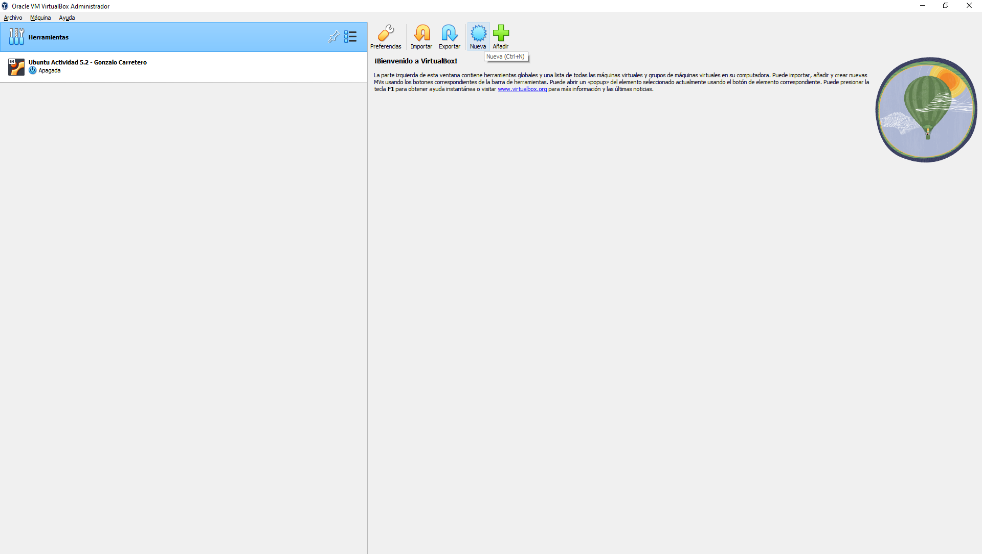 Oracle VM VirtualBox Administrador
Archivo Máquina Ayuda
Herramientas
Preferencias Importar Exportar Nueva Añadir
Nueva (Ctrl+N)
Ubuntu Actividad 5.2 - Gonzalo Carretero
Apagada
¡Bienvenido a VirtualBox!
La parte izquierda de esta ventana contiene herramientas globales y una lista de todas las máquinas virtuales y grupos de máquinas virtuales en su computadora. Puede importar, añadir y crear nuevas
MVs usando los botones correspondientes de la barra de herramientas. Puede abrir un «popup» del elemento seleccionado actualmente usando el botón de elemento correspondiente. Puede presionar la
tecla F1 para obtener ayuda instantánea o visitar www.virtualbox.org para más información y las últimas noticias.